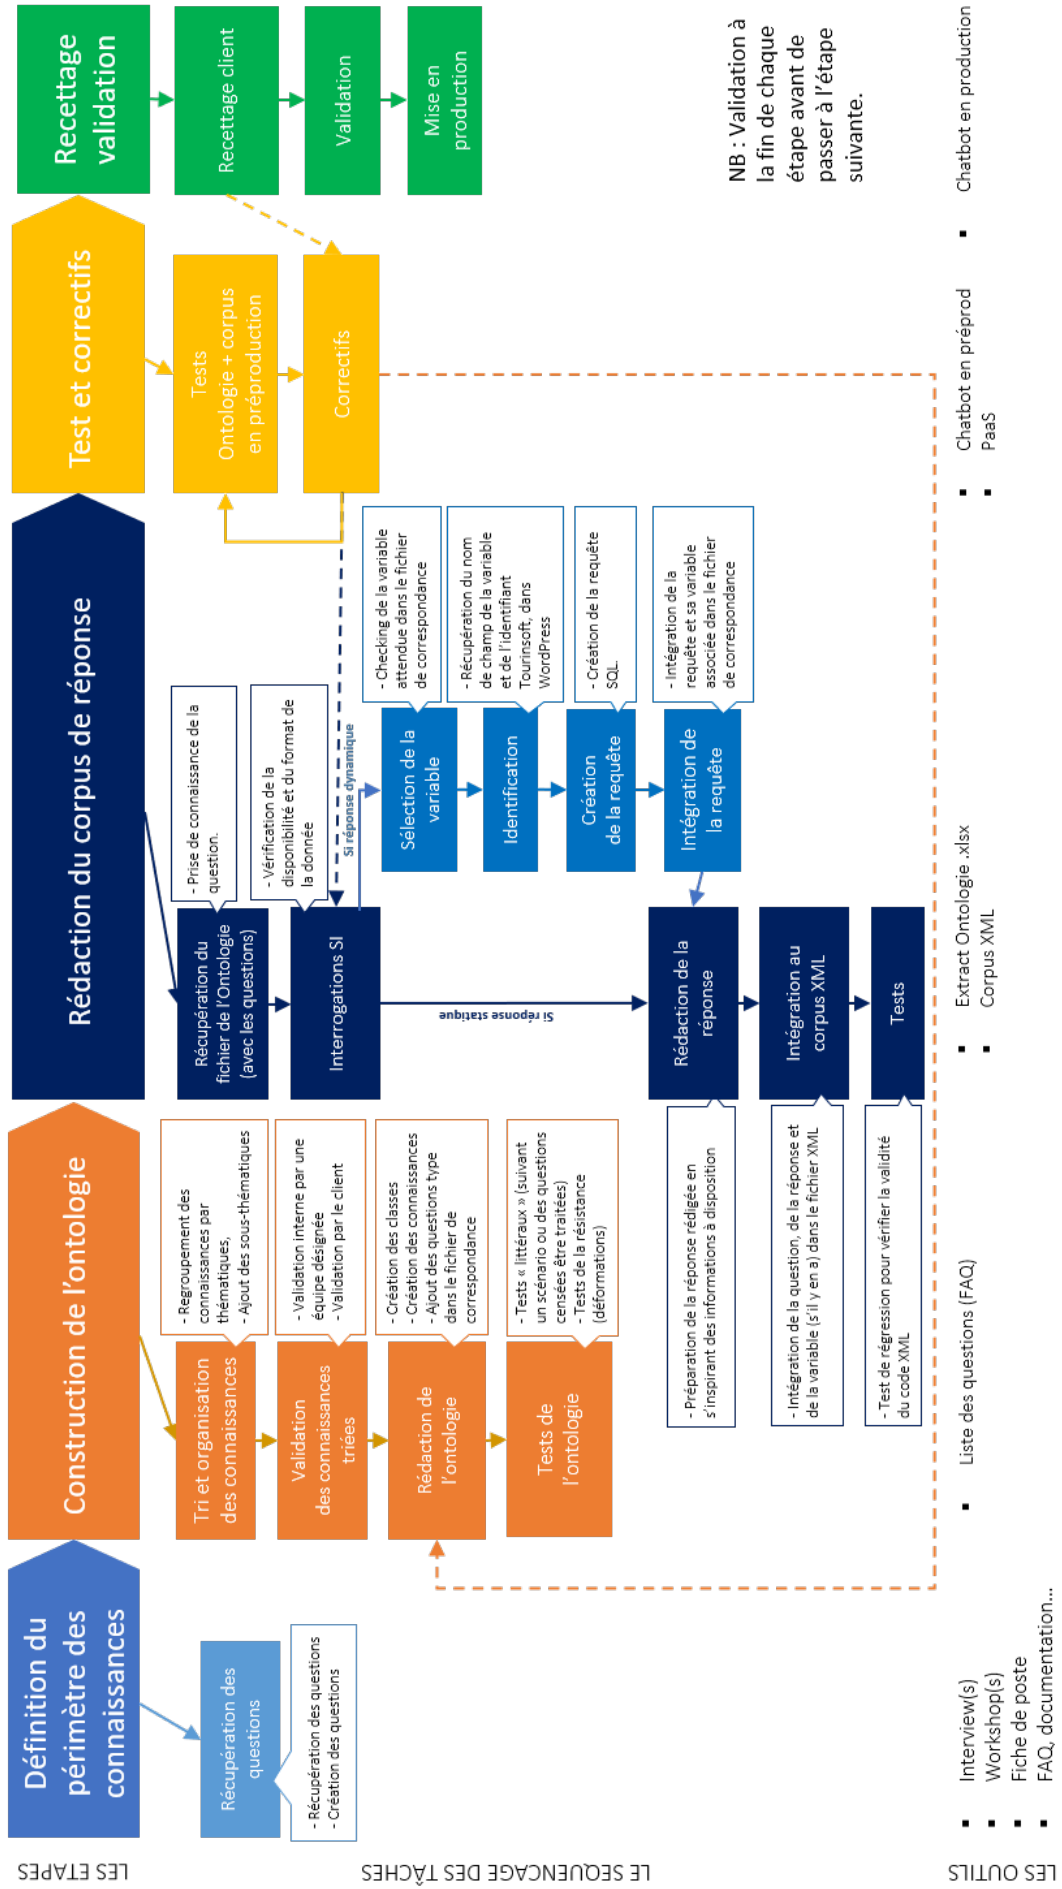 LES ETAPES
Définition du
périmètre des
connaissances
Construction de l'ontologie
Rédaction du corpus de réponse
Test et correctifs
Recettage
validation
LE SEQUENCAGE DES TÂCHES
Récupération des
questions
- Récupération des questions
- Création des questions
Tri et organisation
des connaissances
- Regroupement des
connaissances par
thématiques,
- Ajout des sous-thématiques
Validation
des connaissances
triées
- Validation interne par une
équipe désignée
- Validation par le client
Rédaction de
l'ontologie
- Création des classes
- Création des connaissances
- Ajout des questions type
dans le fichier de
correspondance
Tests de
l'ontologie
- Tests « littéraux » (suivant
un scénario ou des questions
censées être traitées)
- Tests de la résistance
(déformations)
Récupération du
fichier de l'Ontologie
(avec les questions)
- Prise de connaissance de la
question.
Interrogations SI
- Vérification de la
disponibilité et du format de
la donnée
Si réponse statique
Si réponse dynamique
Sélection de la
variable
- Checking de la variable
attendue dans le fichier
de correspondance
Identification
- Récupération du nom
de champ de la variable
et de l'identifiant
Tourinsoft, dans
WordPress
Création
de la requête
- Création de la requête
SQL.
Intégration de
la requête
- Intégration de la
requête et sa variable
associée dans le fichier
de correspondance
Rédaction de la
réponse
- Préparation de la réponse rédigée en
s'inspirant des informations à disposition
Intégration au
corpus XML
- Intégration de la question, de la réponse et
de la variable (s'il y en a) dans le fichier XML
Tests
- Test de régression pour vérifier la validité
du code XML
Tests
Ontologie + corpus
en préproduction
Correctifs
Recettage client
Validation
Mise en
production
NB : Validation à
la fin de chaque
étape avant de
passer à l'étape
suivante.
LES OUTILS
▪ Interview(s)
▪ Workshop(s)
▪ Fiche de poste
▪ FAQ, documentation...
▪ Liste des questions (FAQ)
▪ Extract Ontologie .xlsx
▪ Corpus XML
▪ Chatbot en préprod
▪ PaaS
▪ Chatbot en production